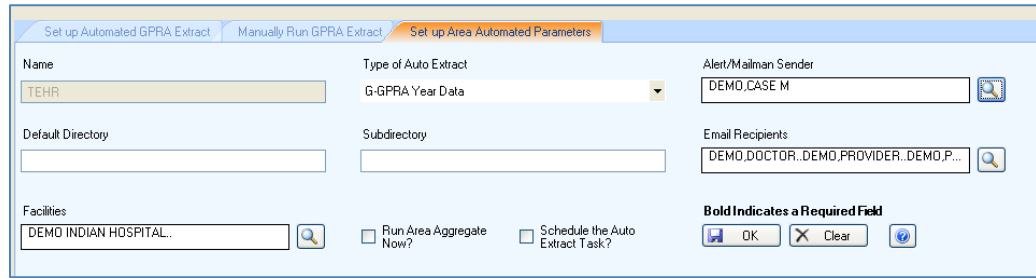 Set up Automated GPRA Extract
Manually Run GPRA Extract
Set up Area Automated Parameters
Name
Type of Auto Extract
Alert/Mailman Sender
TEHR
G-GPRA Year Data
DEMO,CASE M
Default Directory
Subdirectory
Email Recipients
DEMO,DOCTOR..DEMO,PROVIDER..DEMO,P...
Facilities
DEMO INDIAN HOSPITAL..
Run Area Aggregate
Now?
Schedule the Auto
Extract Task?
Bold Indicates a Required Field
OK
Clear
?